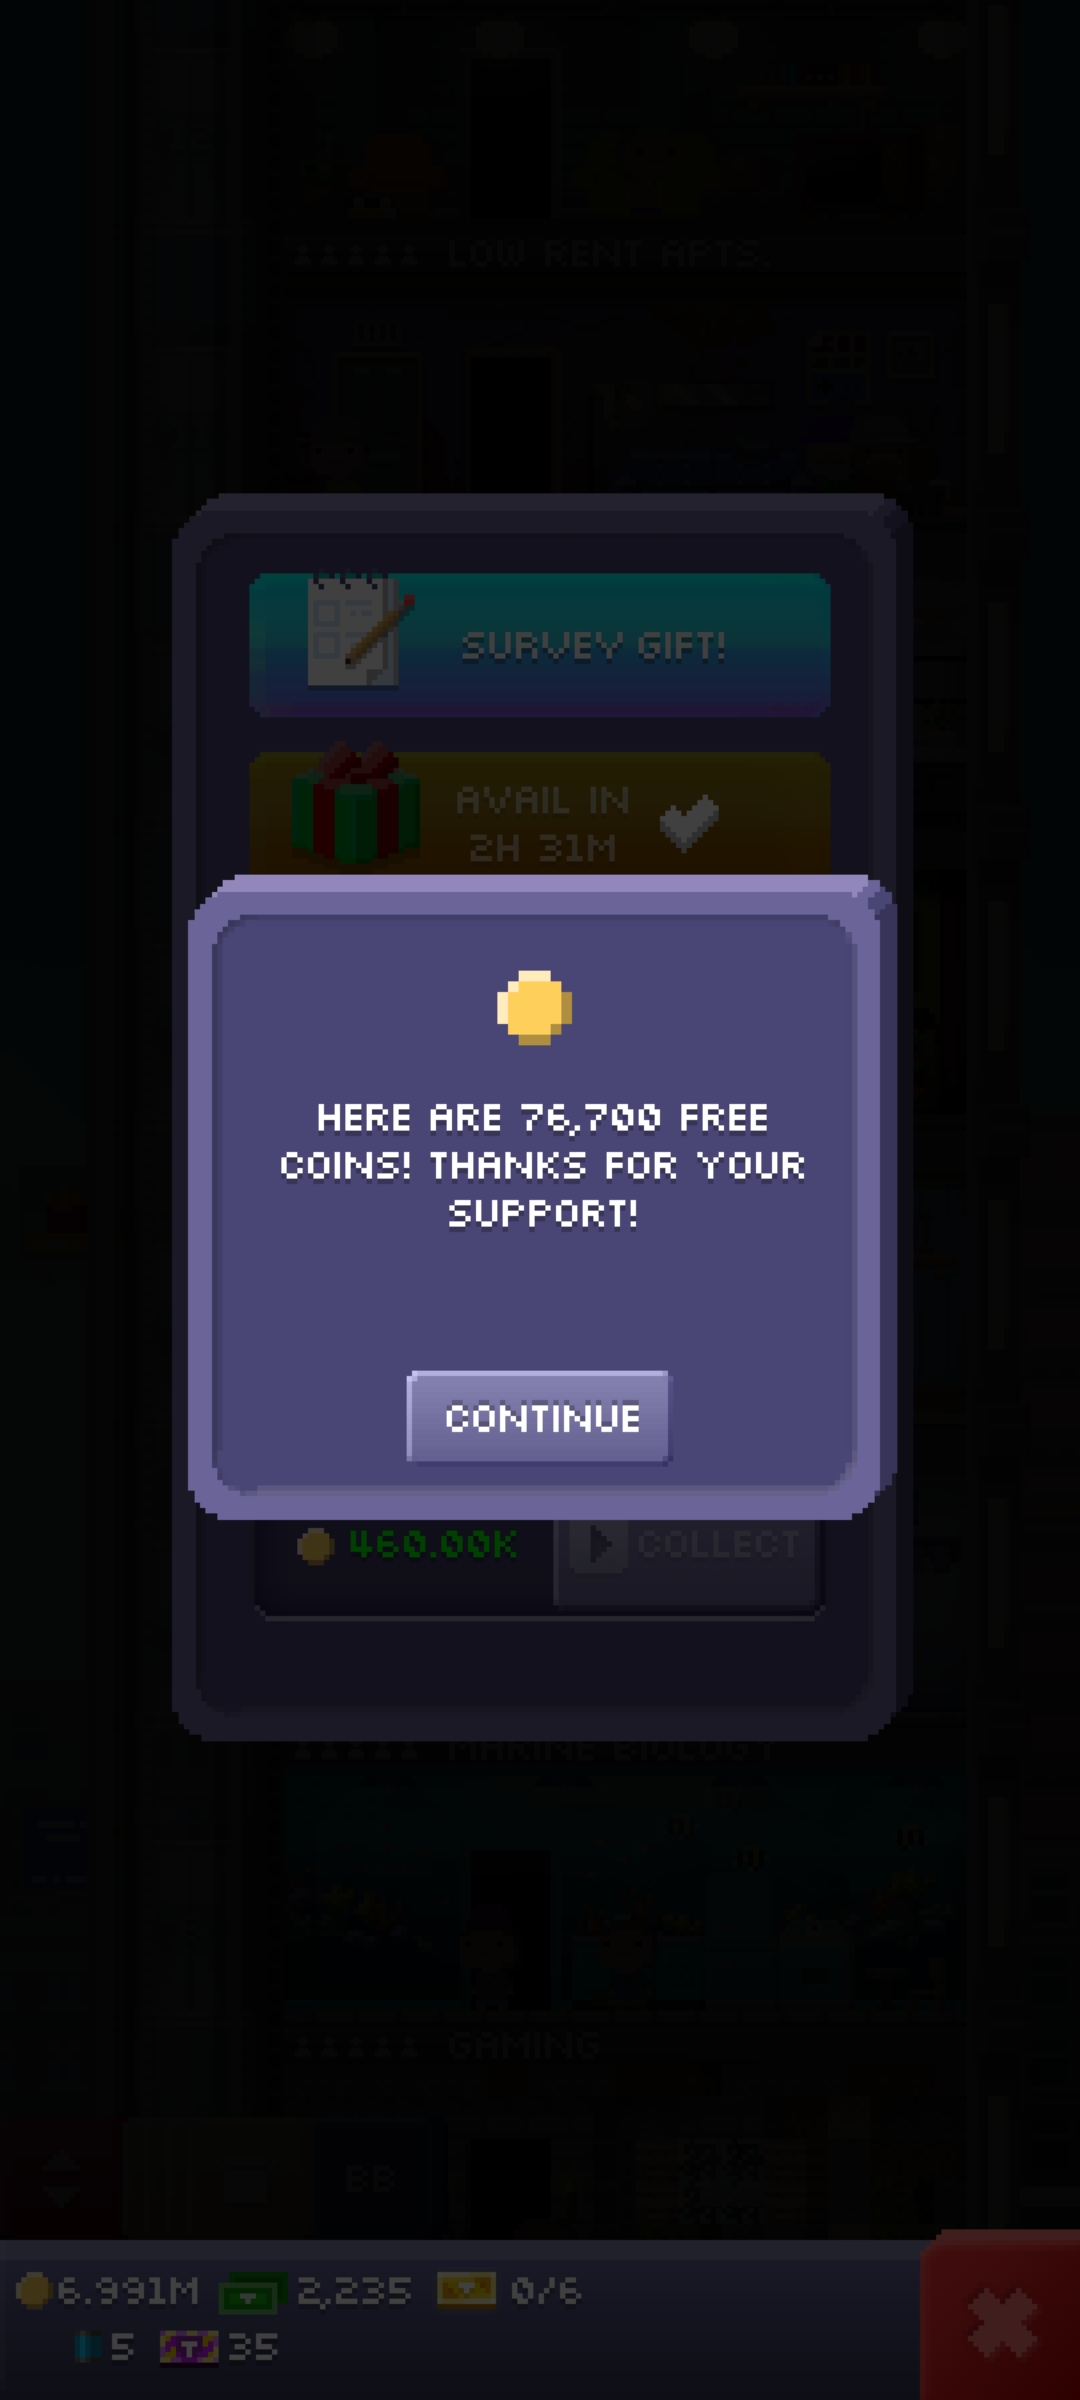 LOW RENT APTS.
SURVEY GIFT!
AVAIL IN
2H 31M
HERE ARE 76,700 FREE
COINS! THANKS FOR YOUR
SUPPORT!
CONTINUE
460.00K COLLECT
MARINE BIOLOGY
GAMING
BB
6.991M 2,235 0/6
5 35